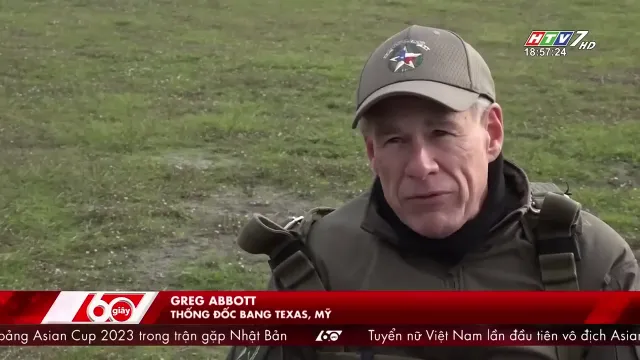 HTV7 HD
18:57:24
60 giây
GREG ABBOTT
THỐNG ĐỐC BANG TEXAS, MỸ
oảng Asian Cup 2023 trong trận gặp Nhật Bản Tuyển nữ Việt Nam lần đầu tiên vô địch Asia